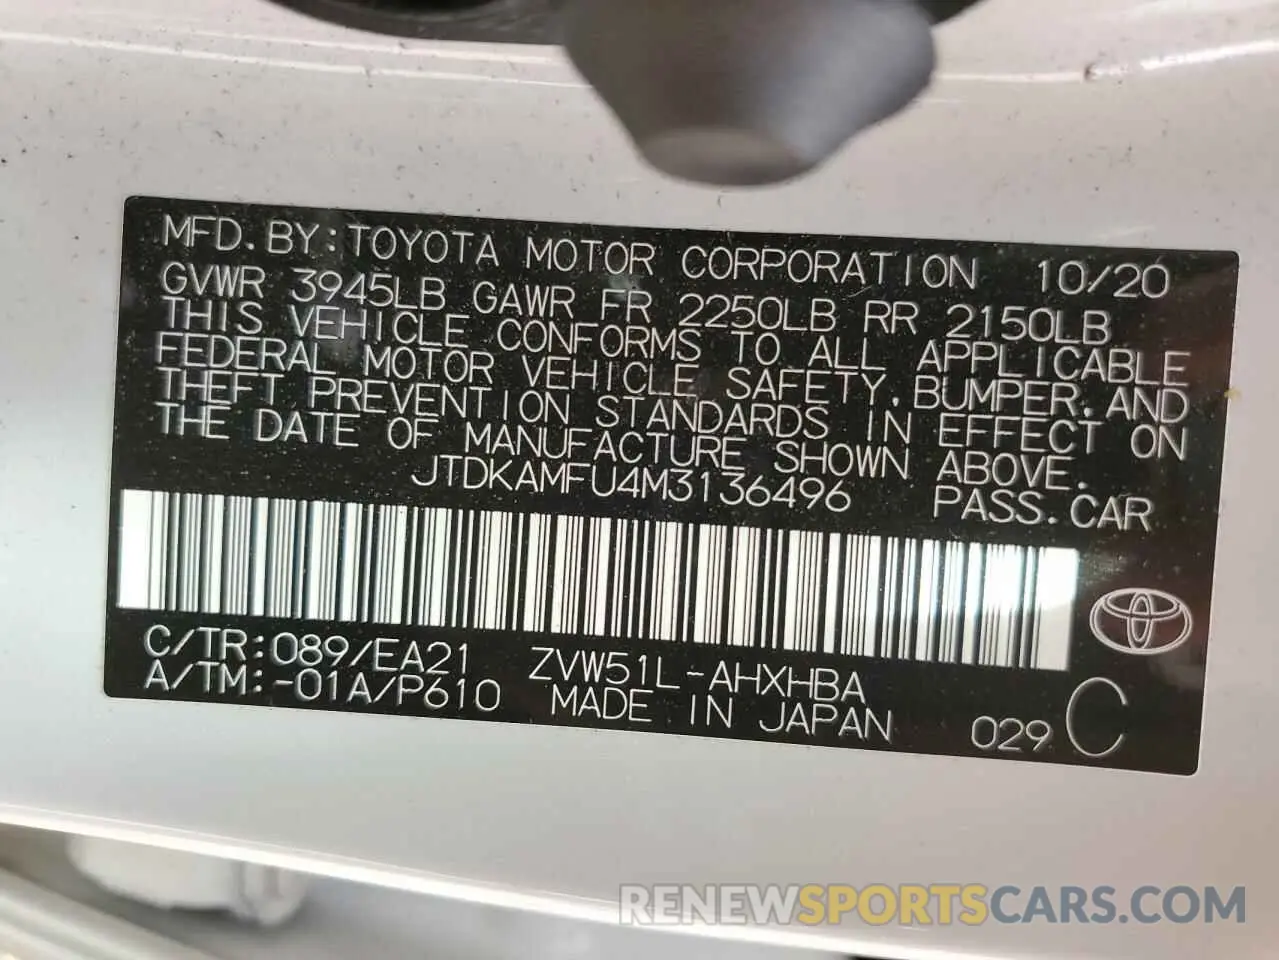 MFD. BY: TOYOTA MOTOR CORPORATION 10/20
GVWR 3945LB GAWR FR 2250LB RR 2150LB
THIS VEHICLE CONFORMS TO ALL APPLICABLE
FEDERAL MOTOR VEHICLE SAFETY, BUMPER, AND
THEFT PREVENTION STANDARDS IN EFFECT ON
THE DATE OF MANUFACTURE SHOWN ABOVE.
JTDKAMFU4M3136496 PASS. CAR
C/TR: 089/EA21 ZVW51L-AHXHBA
A/TM: -01A/P610 MADE IN JAPAN 029 C
RENEWSPORTSCARS.COM